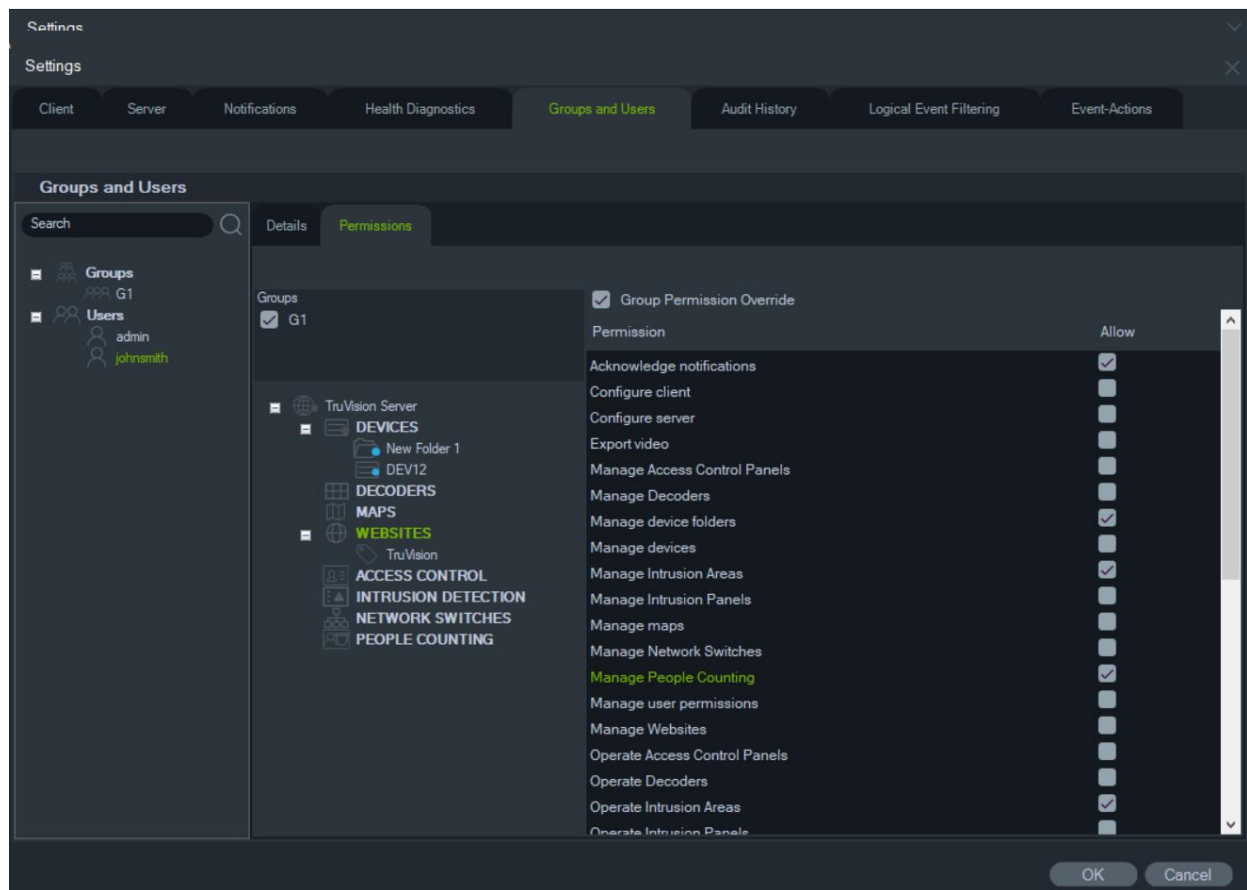 Settings
Settings
Client Server Notifications Health Diagnostics Groups and Users Audit History Logical Event Filtering Event-Actions
Groups and Users
Search
Groups
G1
Users
admin
johnsmith
Details Permissions
Groups
G1
TruVision Server
DEVICES
New Folder 1
DEV12
DECODERS
MAPS
WEBSITES
TruVision
ACCESS CONTROL
INTRUSION DETECTION
NETWORK SWITCHES
PEOPLE COUNTING
Group Permission Override
Permission Allow
Acknowledge notifications
Configure client
Configure server
Export video
Manage Access Control Panels
Manage Decoders
Manage device folders
Manage devices
Manage Intrusion Areas
Manage Intrusion Panels
Manage maps
Manage Network Switches
Manage People Counting
Manage user permissions
Manage Websites
Operate Access Control Panels
Operate Decoders
Operate Intrusion Areas
Operate Intrusion Panels
OK Cancel